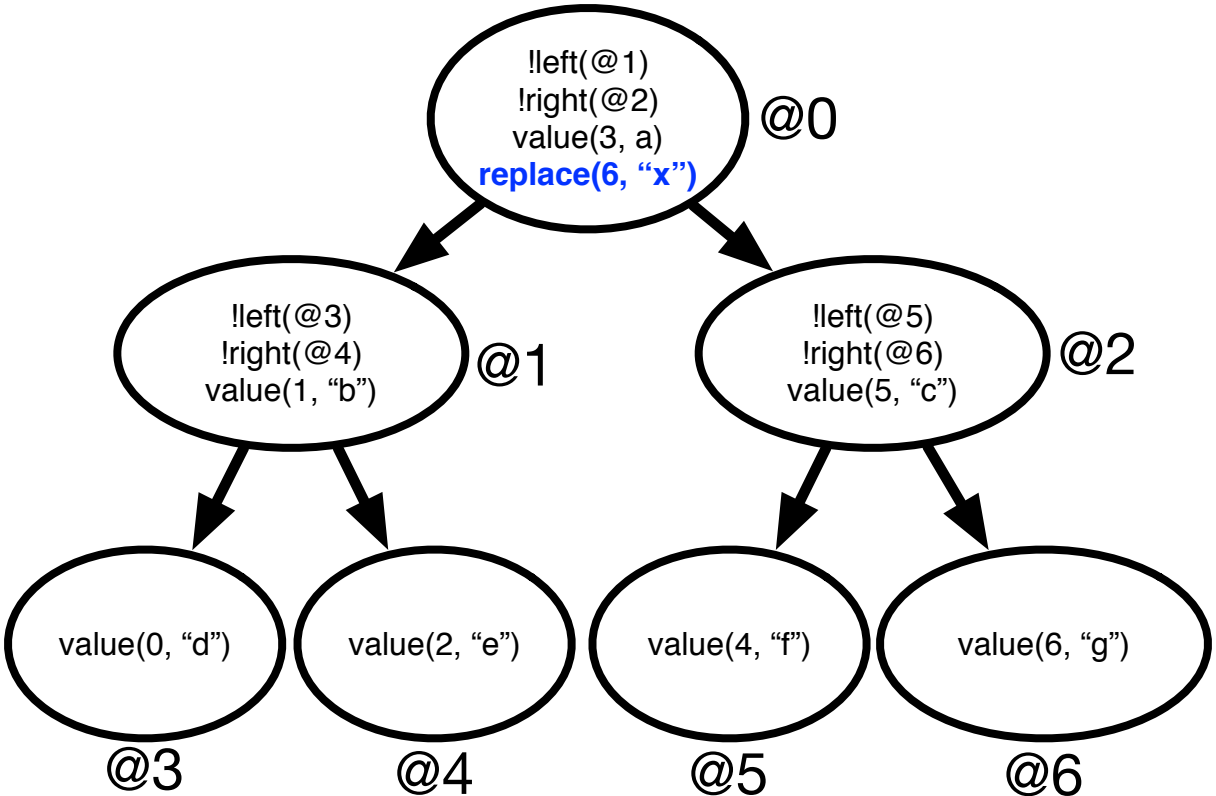 !left(@1)
!right(@2)
value(3, a)
replace(6, “x”)
@0
!left(@3)
!right(@4)
value(1, “b”)
@1
!left(@5)
!right(@6)
value(5, “c”)
@2
value(0, “d”)
value(2, “e”)
value(4, “f”)
value(6, “g”)
@3
@4
@5
@6